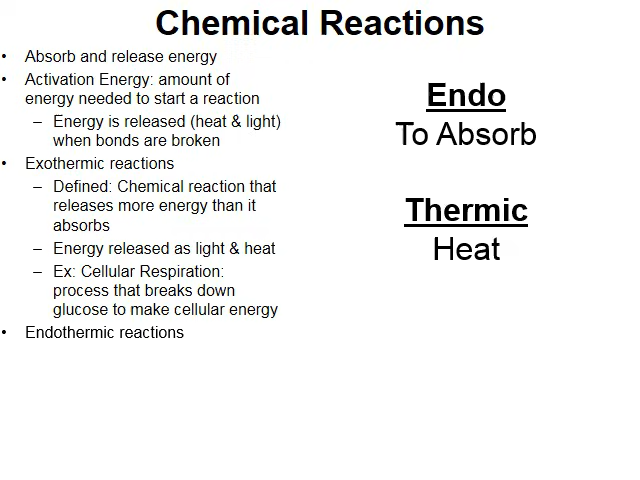 Chemical Reactions
• Absorb and release energy
• Activation Energy: amount of
energy needed to start a reaction
– Energy is released (heat & light)
when bonds are broken
• Exothermic reactions
– Defined: Chemical reaction that
releases more energy than it
absorbs
– Energy released as light & heat
– Ex: Cellular Respiration:
process that breaks down
glucose to make cellular energy
• Endothermic reactions
Endo
To Absorb
Thermic
Heat